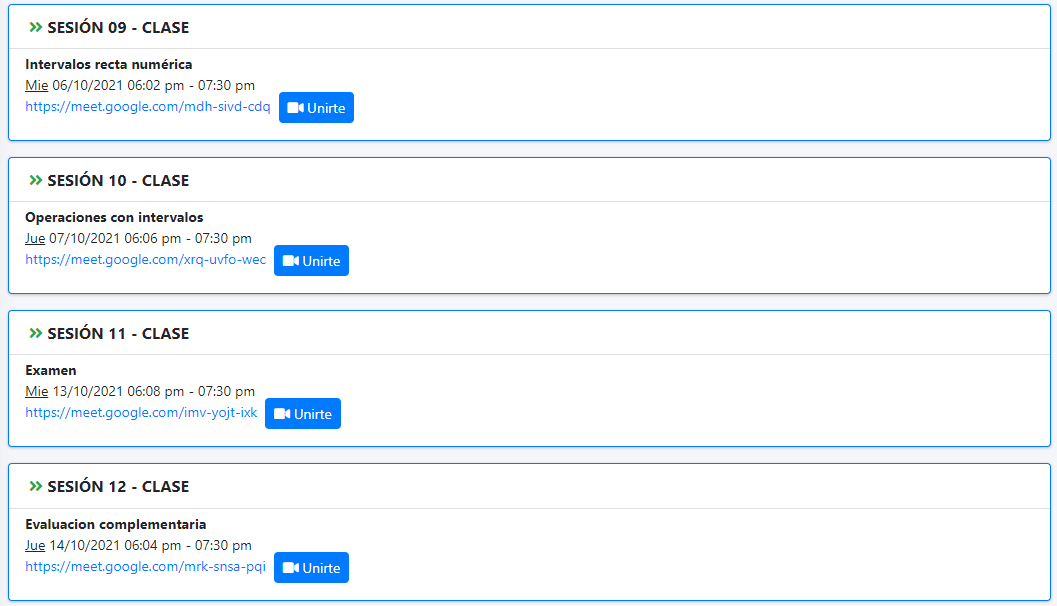 SESIÓN 09 - CLASE
Intervalos recta numérica
Mie 06/10/2021 06:02 pm - 07:30 pm
https://meet.google.com/mdh-sivd-cdq Unirte
SESIÓN 10 - CLASE
Operaciones con intervalos
Jue 07/10/2021 06:06 pm - 07:30 pm
https://meet.google.com/xrq-uvfo-wec Unirte
SESIÓN 11 - CLASE
Examen
Mie 13/10/2021 06:08 pm - 07:30 pm
https://meet.google.com/imv-yojt-ixk Unirte
SESIÓN 12 - CLASE
Evaluacion complementaria
Jue 14/10/2021 06:04 pm - 07:30 pm
https://meet.google.com/mrk-snsa-pqi Unirte